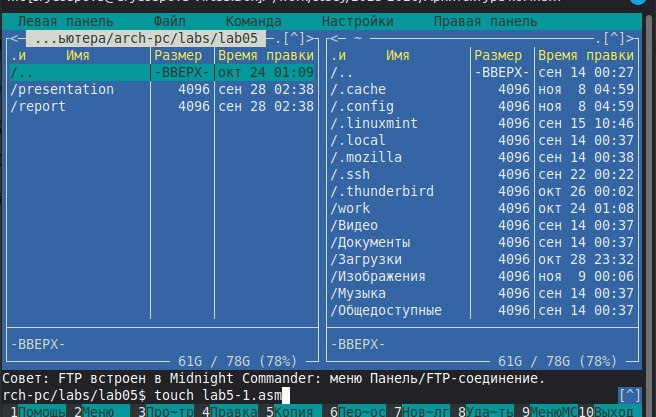 Левая панель Файл Команда Настройки Правая панель
<─ ...ьютера/arch-pc/labs/lab05 ─.[^]> <─ ~ .[^]>
.и Имя Размер Время правки .и Имя Размер Время правки
/.. -ВВЕРХ- окт 24 01:09 /.. -ВВЕРХ- сен 14 00:27
/presentation 4096 сен 28 02:38 /.cache 4096 ноя 8 04:59
/report 4096 сен 28 02:38 /.config 4096 ноя 8 04:59
/.linuxmint 4096 сен 15 10:46
/.local 4096 сен 14 00:37
/.mozilla 4096 сен 14 00:38
/.ssh 4096 сен 22 00:22
/.thunderbird 4096 окт 26 00:02
/work 4096 окт 24 01:08
/Видео 4096 сен 14 00:37
/Документы 4096 сен 14 00:37
/Загрузки 4096 окт 28 23:32
/Изображения 4096 ноя 9 00:06
/Музыка 4096 сен 14 00:37
/Общедоступные 4096 сен 14 00:37
-ВВЕРХ- -ВВЕРХ-
61G / 78G (78%) 61G / 78G (78%)
Совет: FTP встроен в Midnight Commander: меню Панель/FTP-соединение.
rch-pc/labs/lab05$ touch lab5-1.asm [^]
1Помощь 2Меню 3Про~тр 4Правка 5Копия 6Пер~ос 7Нов~лг 8Уда~ть 9МенюMC 10Выход